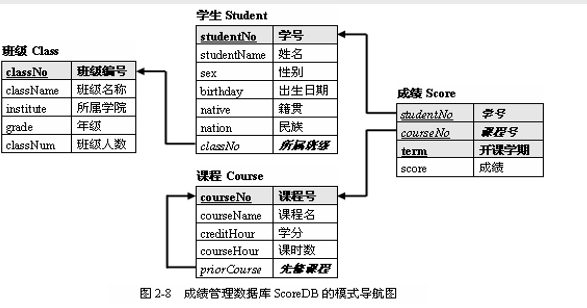 学生 Student
studentNo 学号
studentName 姓名
sex 性别
birthday 出生日期
native 籍贯
nation 民族
classNo 所属班级
班级 Class
classNo 班级编号
className 班级名称
institute 所属学院
grade 年级
classNum 班级人数
成绩 Score
studentNo 学号
courseNo 课程号
term 开课学期
score 成绩
课程 Course
courseNo 课程号
courseName 课程名
creditHour 学分
courseHour 课时数
priorCourse 先修课程
图 2-8 成绩管理数据库 ScoreDB 的模式导航图